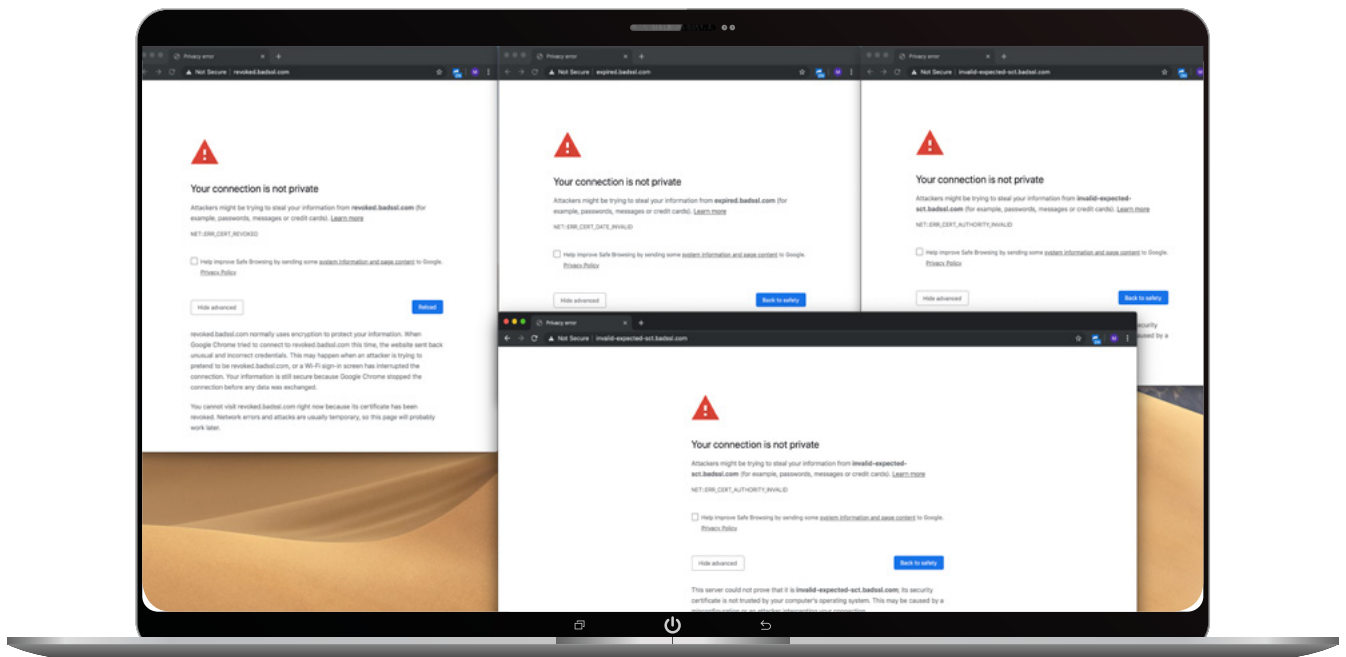 Privacy error
Not Secure | revoked.badssl.com
Your connection is not private
Attackers might be trying to steal your information from revoked.badssl.com (for
example, passwords, messages or credit cards). Learn more
NET::ERR_CERT_REVOKED
Help improve Safe Browsing by sending some system information and page content to Google.
Privacy Policy
Hide advanced
Reload
revoked.badssl.com normally uses encryption to protect your information. When
Google Chrome tried to connect to revoked.badssl.com this time, the website sent back
unusual and incorrect credentials. This may happen when an attacker is trying to
pretend to be revoked.badssl.com, or a Wi-Fi sign-in screen has interrupted the
connection. Your information is still secure because Google Chrome stopped the
connection before any data was exchanged.
You cannot visit revoked.badssl.com right now because its certificate has been
revoked. Network errors and attacks are usually temporary, so this page will probably
work later.
Privacy error
Not Secure | expired.badssl.com
Your connection is not private
Attackers might be trying to steal your information from expired.badssl.com (for
example, passwords, messages or credit cards). Learn more
NET::ERR_CERT_DATE_INVALID
Help improve Safe Browsing by sending some system information and page content to Google.
Privacy Policy
Hide advanced
Back to safety
Privacy error
Not Secure | invalid-expected-sct.badssl.com
Your connection is not private
Attackers might be trying to steal your information from invalid-expected-
sct.badssl.com (for example, passwords, messages or credit cards). Learn more
NET::ERR_CERT_AUTHORITY_INVALID
Help improve Safe Browsing by sending some system information and page content to Google.
Privacy Policy
Hide advanced
Back to safety
security
caused by a
Privacy error
Not Secure | invalid-expected-sct.badssl.com
Your connection is not private
Attackers might be trying to steal your information from invalid-expected-
sct.badssl.com (for example, passwords, messages or credit cards). Learn more
NET::ERR_CERT_AUTHORITY_INVALID
Help improve Safe Browsing by sending some system information and page content to Google.
Privacy Policy
Hide advanced
Back to safety
This server could not prove that it is invalid-expected-sct.badssl.com; its security
certificate is not trusted by your computer's operating system. This may be caused by a
misconfiguration or an attacker intercepting your connection.